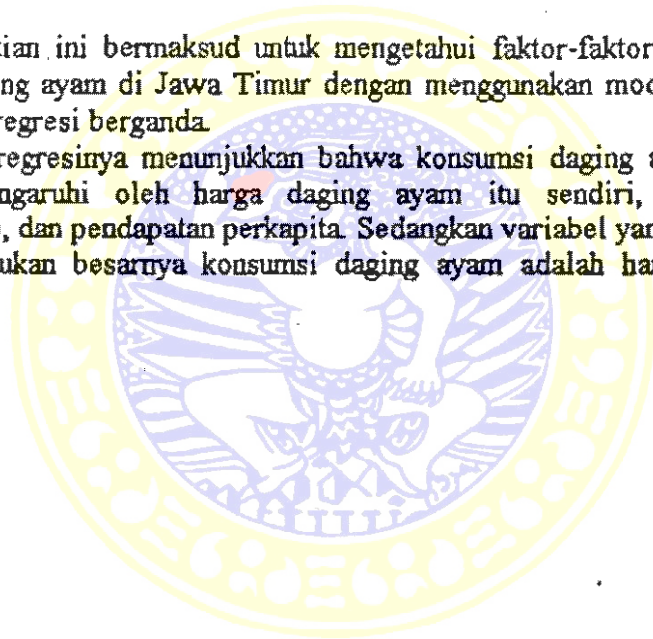 tian ini bermaksud untuk mengetahui faktor-faktor
ng ayam di Jawa Timur dengan menggunakan mod
regresi berganda.
regresinya menunjukkan bahwa konsumsi daging a
ngaruhi oleh harga daging ayam itu sendiri,
, dan pendapatan perkapita. Sedangkan variabel yan
ukan besarnya konsumsi daging ayam adalah har